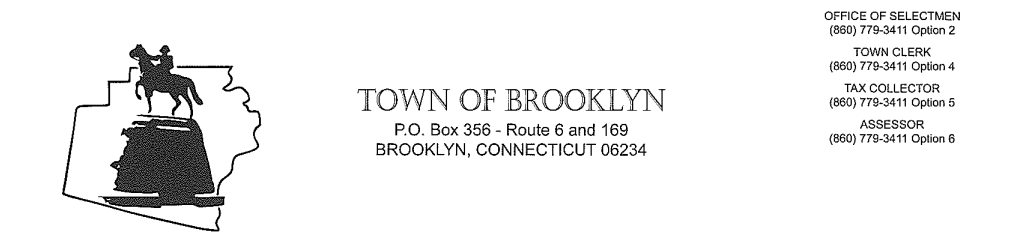 TOWN OF BROOKLYN
P.O. Box 356 - Route 6 and 169
BROOKLYN, CONNECTICUT 06234
OFFICE OF SELECTMEN
(860) 779-3411 Option 2
TOWN CLERK
(860) 779-3411 Option 4
TAX COLLECTOR
(860) 779-3411 Option 5
ASSESSOR
(860) 779-3411 Option 6